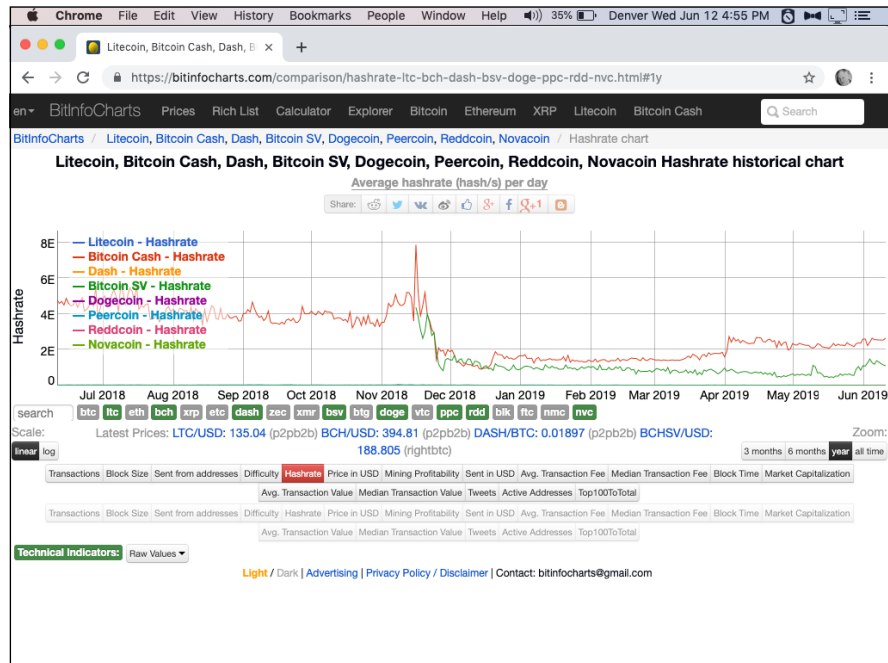 Chrome File Edit View History Bookmarks People Window Help 35% Denver Wed Jun 12 4:55 PM
Litecoin, Bitcoin Cash, Dash, B
https://bitinfocharts.com/comparison/hashrate-ltc-bch-dash-bsv-doge-ppc-rdd-nvc.html#1y
en BitInfoCharts Prices Rich List Calculator Explorer Bitcoin Ethereum XRP Litecoin Bitcoin Cash Search
BitInfoCharts / Litecoin, Bitcoin Cash, Dash, Bitcoin SV, Dogecoin, Peercoin, Reddcoin, Novacoin / Hashrate chart
Litecoin, Bitcoin Cash, Dash, Bitcoin SV, Dogecoin, Peercoin, Reddcoin, Novacoin Hashrate historical chart
Average hashrate (hash/s) per day
Share: g+ f g+1
8E
6E
4E
2E
0
Hashrate
Litecoin - Hashrate
Bitcoin Cash - Hashrate
Dash - Hashrate
Bitcoin SV - Hashrate
Dogecoin - Hashrate
Peercoin - Hashrate
Reddcoin - Hashrate
Novacoin - Hashrate
Jul 2018 Aug 2018 Sep 2018 Oct 2018 Nov 2018 Dec 2018 Jan 2019 Feb 2019 Mar 2019 Apr 2019 May 2019 Jun 2019
search btc ltc eth bch xrp etc dash zec xmr bsv btg doge vtc ppc rdd blk ftc nmc nvc
Scale: Latest Prices: LTC/USD: 135.04 (p2pb2b) BCH/USD: 394.81 (p2pb2b) DASH/BTC: 0.01897 (p2pb2b) BCHSV/USD: Zoom:
linear log 188.805 (rightbtc) 3 months 6 months year all time
Transactions Block Size Sent from addresses Difficulty Hashrate Price in USD Mining Profitability Sent in USD Avg. Transaction Fee Median Transaction Fee Block Time Market Capitalization
Avg. Transaction Value Median Transaction Value Tweets Active Addresses Top100ToTotal
Transactions Block Size Sent from addresses Difficulty Hashrate Price in USD Mining Profitability Sent in USD Avg. Transaction Fee Median Transaction Fee Block Time Market Capitalization
Avg. Transaction Value Median Transaction Value Tweets Active Addresses Top100ToTotal
Technical Indicators: Raw Values
Light / Dark | Advertising | Privacy Policy / Disclaimer | Contact: bitinfocharts@gmail.com